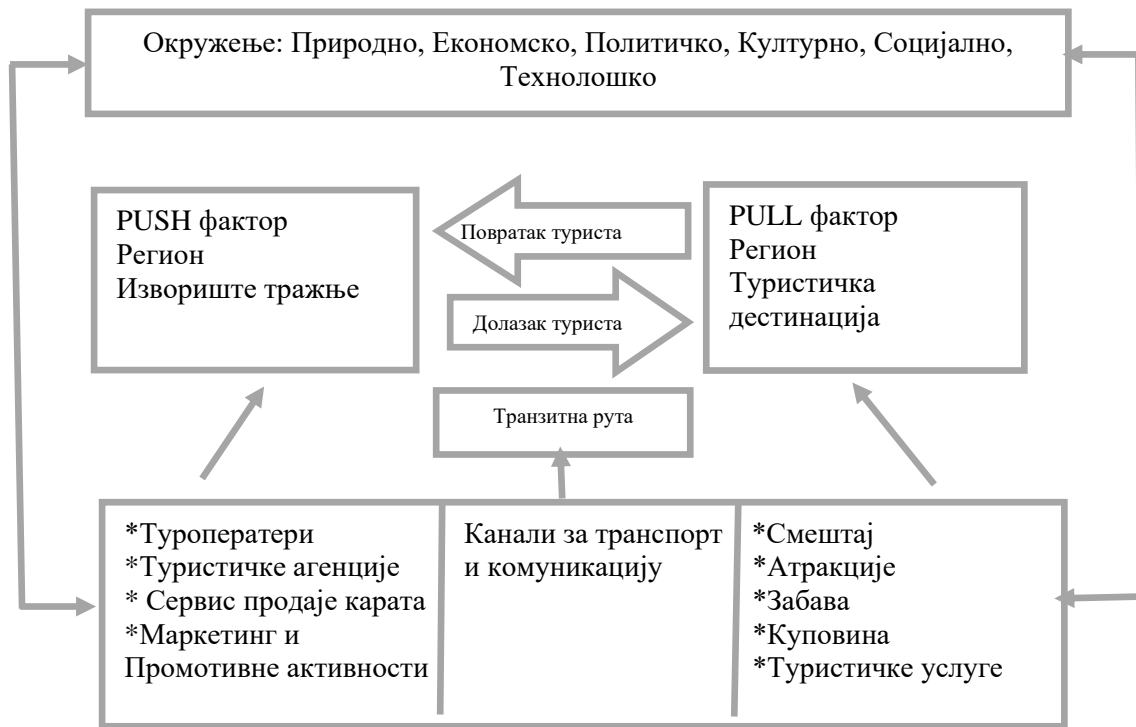 Окружење: Природно, Економско, Политичко, Културно, Социјално,
Технолошко
PUSH фактор
Регион
Извориште тражње
Повратак туриста
Долазак туриста
PULL фактор
Регион
Туристичка
дестинација
Транзитна рута
*Туроператери
*Туристичке агенције
* Сервис продаје карата
*Маркетинг и
Промотивне активности
Канали за транспорт
и комуникацију
*Смештај
*Атракције
*Забава
*Куповина
*Туристичке услуге